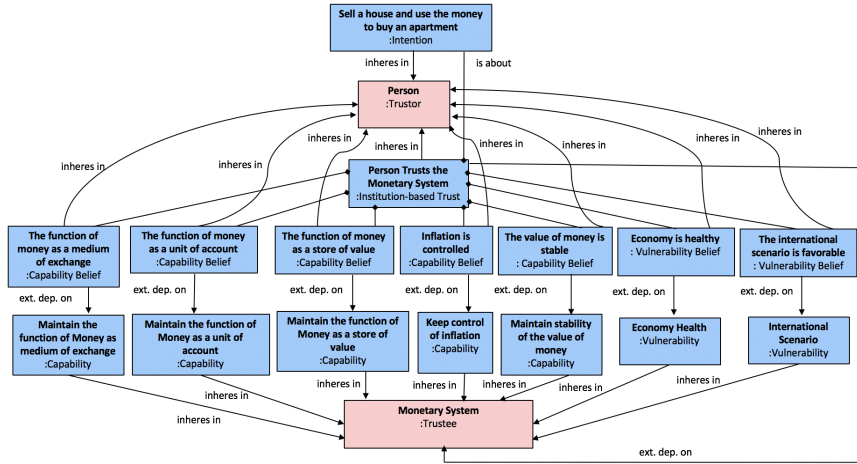 Sell a house and use the money
to buy an apartment
:Intention
inheres in
is about
Person
:Trustor
inheres in
inheres in
inheres in
inheres in
inheres in
inheres in
inheres in
inheres in
Person Trusts the
Monetary System
:Institution-based Trust
The function of
money as a medium
of exchange
:Capability Belief
The function of money
as a unit of account
:Capability Belief
The function of money
as a store of value
:Capability Belief
Inflation is
controlled
:Capability Belief
The value of money is
stable
: Capability Belief
Economy is healthy
: Vulnerability Belief
The international
scenario is favorable
: Vulnerability Belief
ext. dep. on
ext. dep. on
ext. dep. on
ext. dep. on
ext. dep. on
ext. dep. on
ext. dep. on
Maintain the
function of Money as
medium of exchange
:Capability
Maintain the function of
Money as a unit of
account
:Capability
Maintain the function of
Money as a store of
value
:Capability
Keep control
of inflation
:Capability
Maintain stability
of the value of
money
:Capability
Economy Health
:Vulnerability
International
Scenario
:Vulnerability
inheres in
inheres in
inheres in
inheres in
inheres in
inheres in
inheres in
Monetary System
:Trustee
ext. dep. on